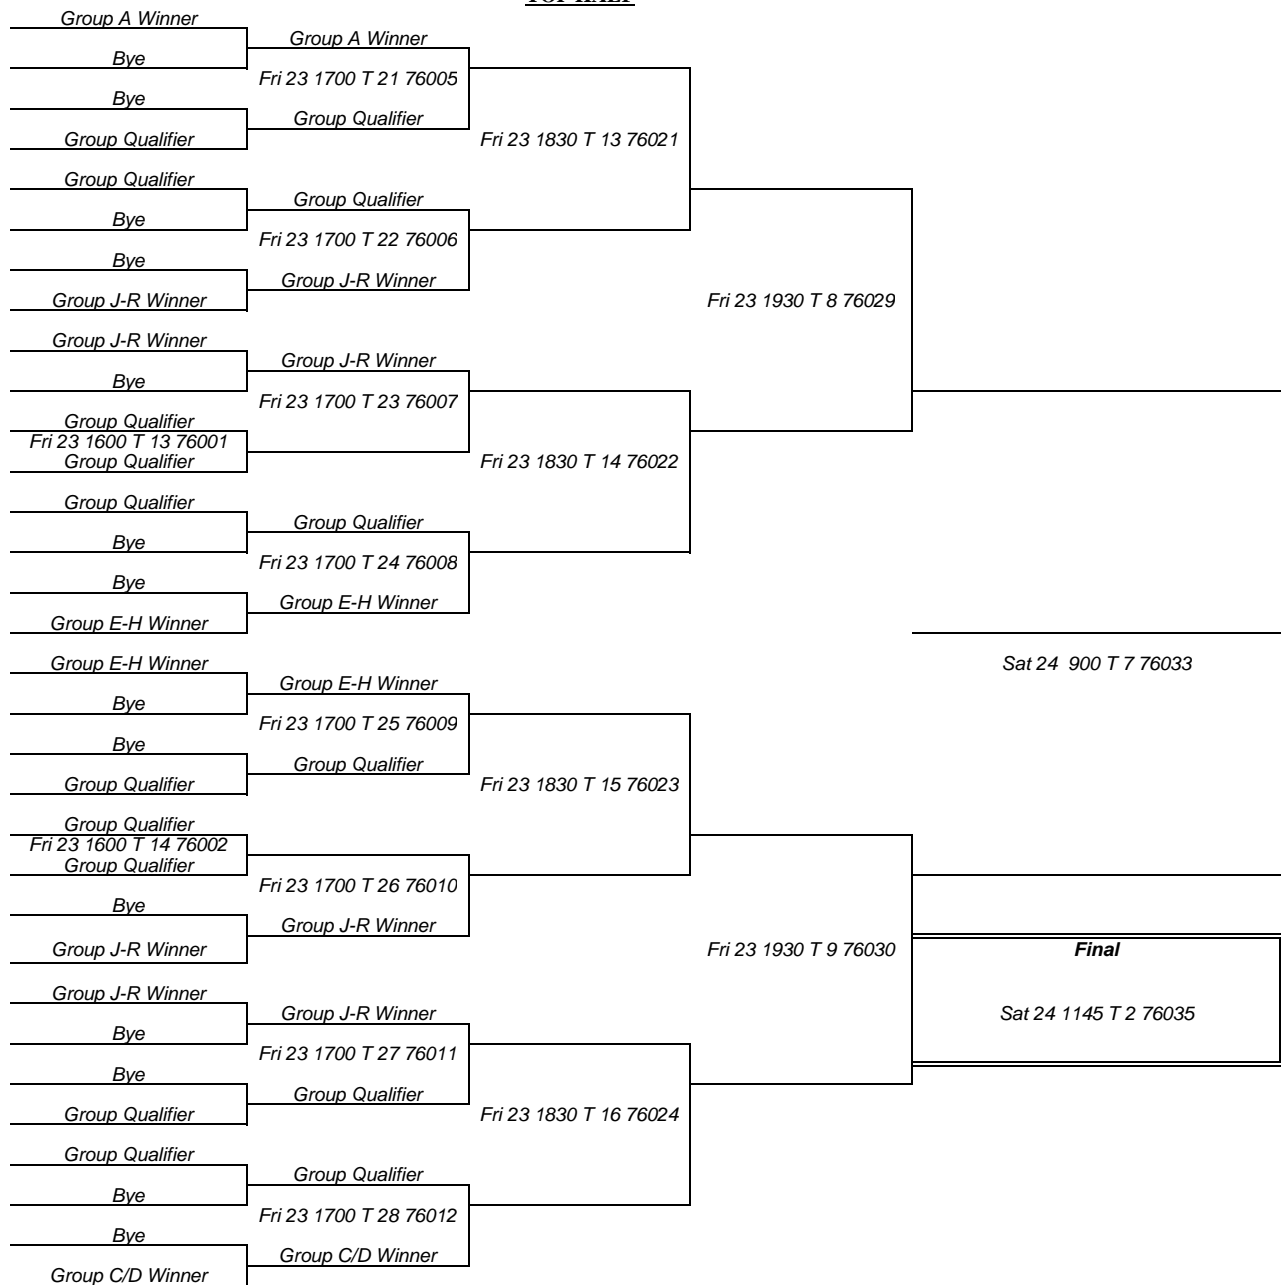 TOP HALF
Group A Winner
Group A Winner
Bye
Fri 23 1700 T 21 76005
Bye
Group Qualifier
Group Qualifier
Fri 23 1830 T 13 76021
Group Qualifier
Group Qualifier
Bye
Fri 23 1700 T 22 76006
Bye
Group J-R Winner
Group J-R Winner
Fri 23 1930 T 8 76029
Group J-R Winner
Group J-R Winner
Bye
Fri 23 1700 T 23 76007
Group Qualifier
Fri 23 1600 T 13 76001
Group Qualifier
Fri 23 1830 T 14 76022
Group Qualifier
Group Qualifier
Bye
Fri 23 1700 T 24 76008
Bye
Group E-H Winner
Group E-H Winner
Group E-H Winner
Sat 24 900 T 7 76033
Group E-H Winner
Bye
Fri 23 1700 T 25 76009
Bye
Group Qualifier
Group Qualifier
Fri 23 1830 T 15 76023
Group Qualifier
Fri 23 1600 T 14 76002
Group Qualifier
Fri 23 1700 T 26 76010
Bye
Group J-R Winner
Group J-R Winner
Fri 23 1930 T 9 76030
Final
Group J-R Winner
Group J-R Winner
Sat 24 1145 T 2 76035
Bye
Fri 23 1700 T 27 76011
Bye
Group Qualifier
Group Qualifier
Fri 23 1830 T 16 76024
Group Qualifier
Group Qualifier
Bye
Fri 23 1700 T 28 76012
Bye
Group C/D Winner
Group C/D Winner